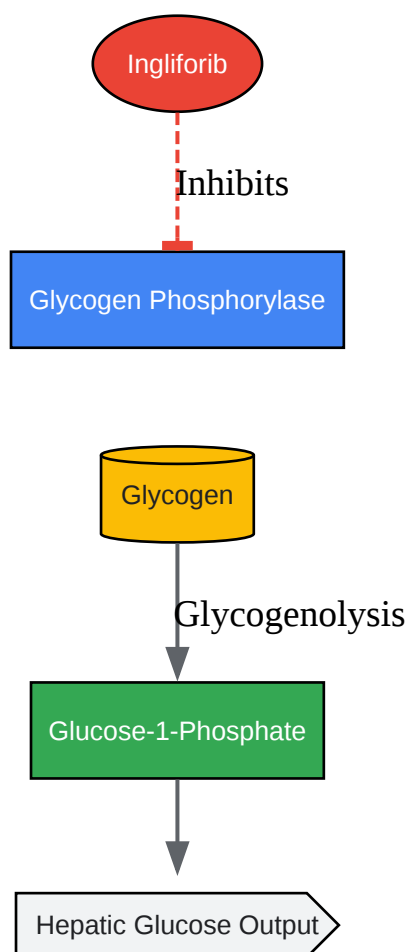 Ingliforib
Inhibits
Glycogen Phosphorylase
Glycogen
Glycogenolysis
Glucose-1-Phosphate
Hepatic Glucose Output